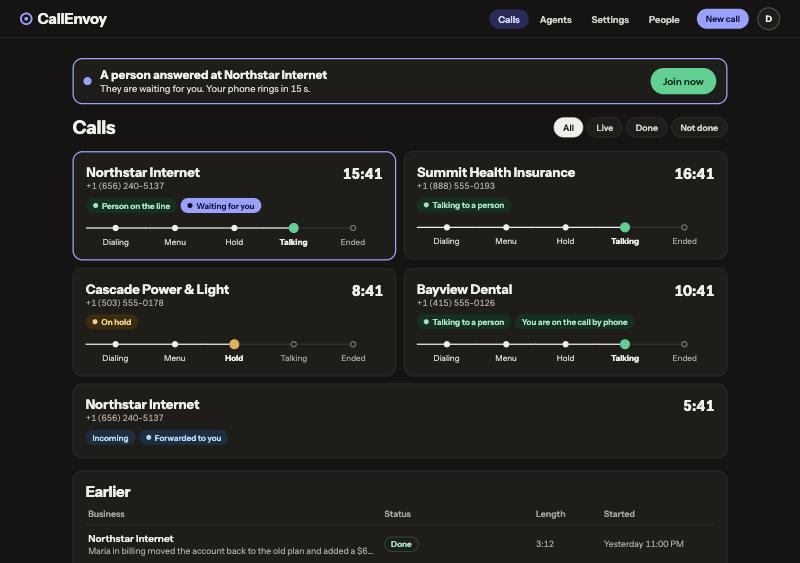 CallEnvoy
Calls Agents Settings People New call D
A person answered at Northstar Internet
They are waiting for you. Your phone rings in 15 s.
Join now
Calls
All Live Done Not done
Northstar Internet 15:41
+1 (656) 240-5137
Person on the line Waiting for you
Dialing Menu Hold Talking Ended
Summit Health Insurance 16:41
+1 (888) 555-0193
Talking to a person
Dialing Menu Hold Talking Ended
Cascade Power & Light 8:41
+1 (503) 555-0178
On hold
Dialing Menu Hold Talking Ended
Bayview Dental 10:41
+1 (415) 555-0126
Talking to a person You are on the call by phone
Dialing Menu Hold Talking Ended
Northstar Internet 5:41
+1 (656) 240-5137
Incoming Forwarded to you
Earlier
Business Status Length Started
Northstar Internet
Maria in billing moved the account back to the old plan and added a $6...
Done 3:12 Yesterday 11:00 PM